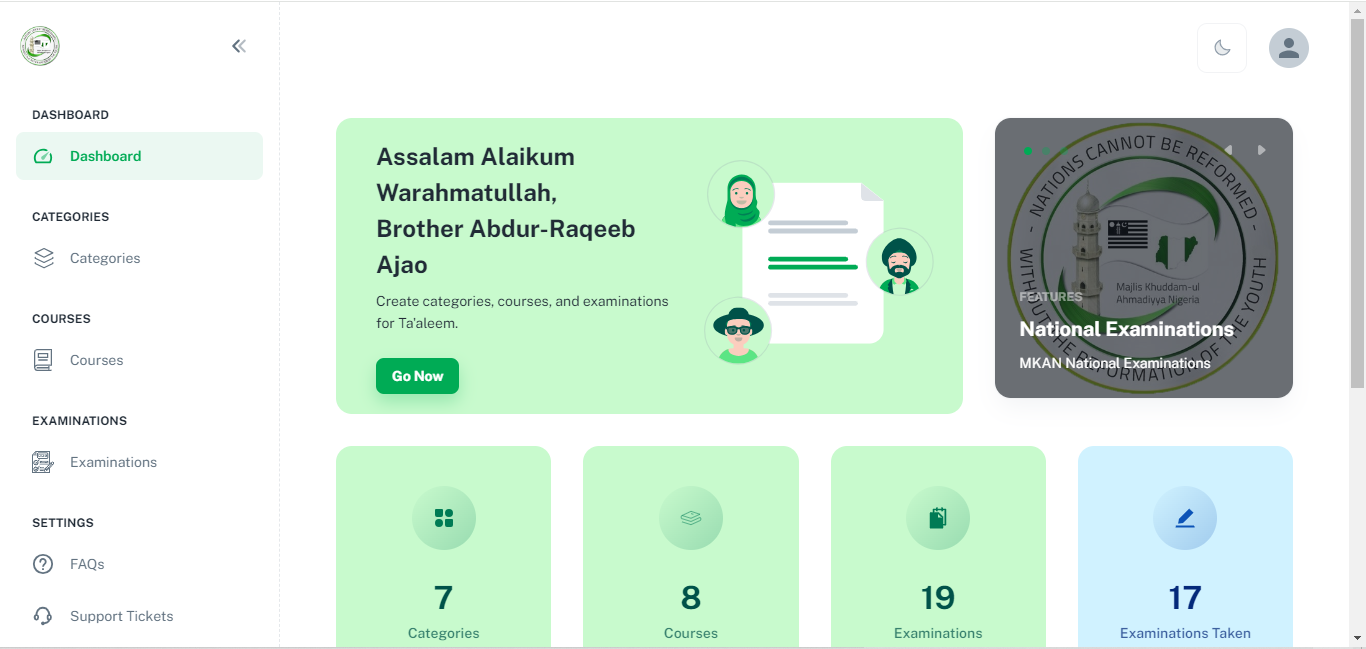 DASHBOARD
Dashboard
CATEGORIES
Categories
COURSES
Courses
EXAMINATIONS
Examinations
SETTINGS
FAQs
Support Tickets
Assalam Alaikum
Warahmatullah,
Brother Abdur-Raqeeb
Ajao
Create categories, courses, and examinations
for Ta'aleem.
Go Now
- NATIONS CANNOT BE REFORMED -
WITHOUT THE REFORMATION OF THE YOUTH
Majlis Khuddam-ul
Ahmadiyya Nigeria
FEATURES
National Examinations
MKAN National Examinations
7
Categories
8
Courses
19
Examinations
17
Examinations Taken